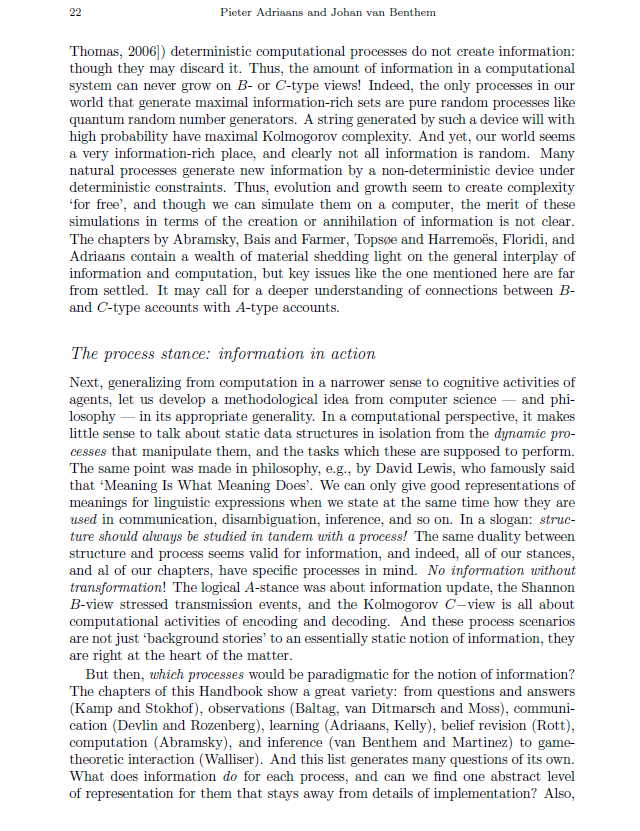 22 Pieter Adriaans and Johan van Benthem
Thomas, 2006]) deterministic computational processes do not create information:
though they may discard it. Thus, the amount of information in a computational
system can never grow on B- or C-type views! Indeed, the only processes in our
world that generate maximal information-rich sets are pure random processes like
quantum random number generators. A string generated by such a device will with
high probability have maximal Kolmogorov complexity. And yet, our world seems
a very information-rich place, and clearly not all information is random. Many
natural processes generate new information by a non-deterministic device under
deterministic constraints. Thus, evolution and growth seem to create complexity
‘for free’, and though we can simulate them on a computer, the merit of these
simulations in terms of the creation or annihilation of information is not clear.
The chapters by Abramsky, Bais and Farmer, Topsøe and Harremoës, Floridi, and
Adriaans contain a wealth of material shedding light on the general interplay of
information and computation, but key issues like the one mentioned here are far
from settled. It may call for a deeper understanding of connections between B-
and C-type accounts with A-type accounts.
The process stance: information in action
Next, generalizing from computation in a narrower sense to cognitive activities of
agents, let us develop a methodological idea from computer science — and phi-
losophy — in its appropriate generality. In a computational perspective, it makes
little sense to talk about static data structures in isolation from the dynamic pro-
cesses that manipulate them, and the tasks which these are supposed to perform.
The same point was made in philosophy, e.g., by David Lewis, who famously said
that ‘Meaning Is What Meaning Does’. We can only give good representations of
meanings for linguistic expressions when we state at the same time how they are
used in communication, disambiguation, inference, and so on. In a slogan: struc-
ture should always be studied in tandem with a process! The same duality between
structure and process seems valid for information, and indeed, all of our stances,
and al of our chapters, have specific processes in mind. No information without
transformation! The logical A-stance was about information update, the Shannon
B-view stressed transmission events, and the Kolmogorov C−view is all about
computational activities of encoding and decoding. And these process scenarios
are not just ‘background stories’ to an essentially static notion of information, they
are right at the heart of the matter.
But then, which processes would be paradigmatic for the notion of information?
The chapters of this Handbook show a great variety: from questions and answers
(Kamp and Stokhof), observations (Baltag, van Ditmarsch and Moss), communi-
cation (Devlin and Rozenberg), learning (Adriaans, Kelly), belief revision (Rott),
computation (Abramsky), and inference (van Benthem and Martinez) to game-
theoretic interaction (Walliser). And this list generates many questions of its own.
What does information do for each process, and can we find one abstract level
of representation for them that stays away from details of implementation? Also,